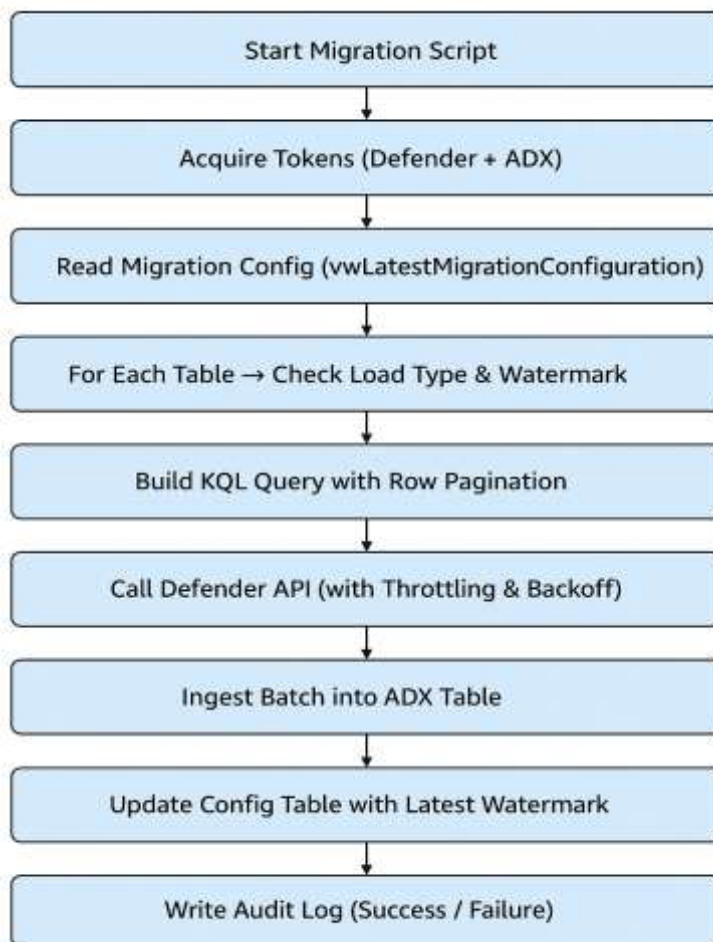 Start Migration Script
Acquire Tokens (Defender + ADX)
Read Migration Config (vwLatestMigrationConfiguration)
For Each Table → Check Load Type & Watermark
Build KQL Query with Row Pagination
Call Defender API (with Throttling & Backoff)
Ingest Batch into ADX Table
Update Config Table with Latest Watermark
Write Audit Log (Success / Failure)